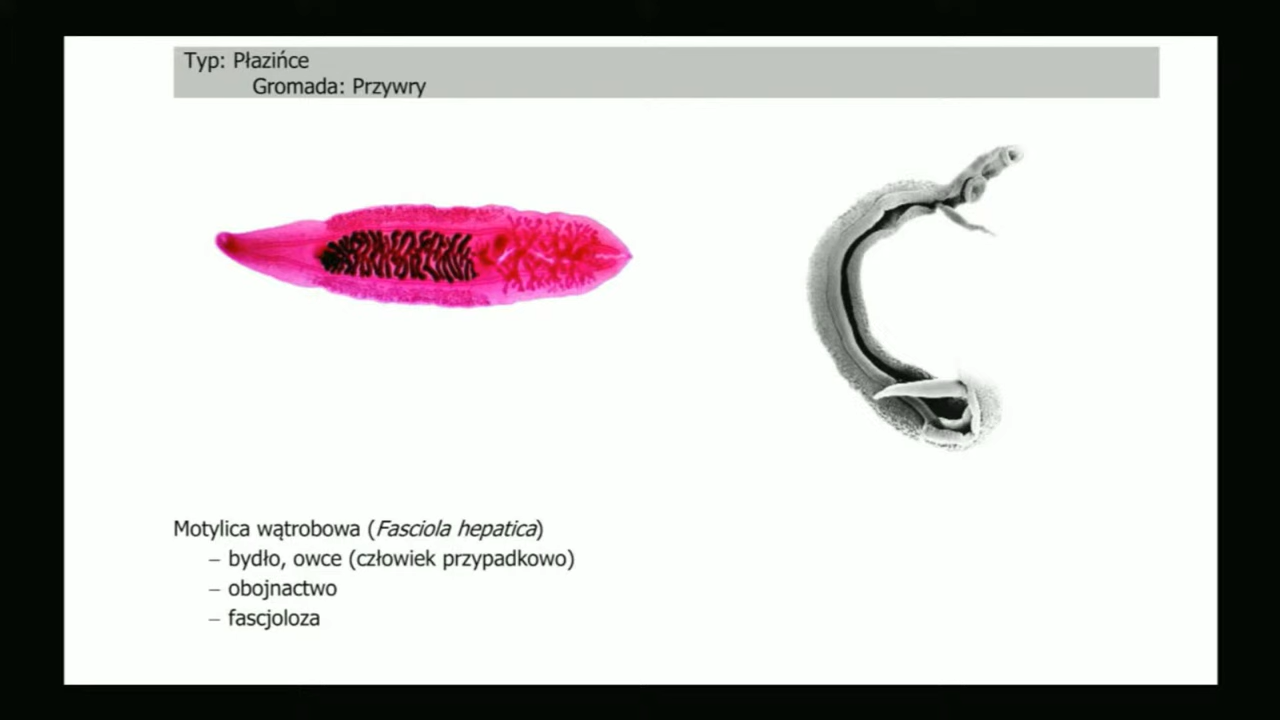 Typ: Płazińce
Gromada: Przywry
Motylica wątrobowa (Fasciola hepatica)
– bydło, owce (człowiek przypadkowo)
– obojnactwo
– fascjoloza